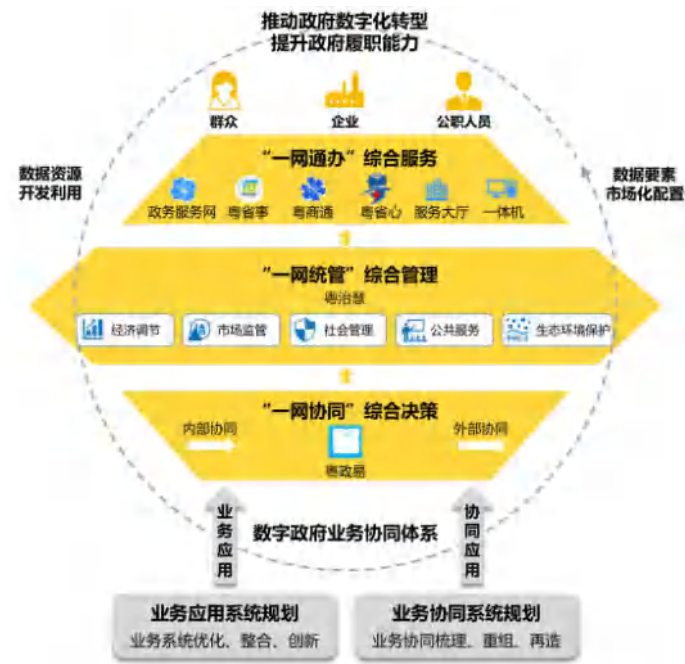 推动政府数字化转型
提升政府履职能力
群众 企业 公职人员
数据资源
开发利用
数据要素
市场化配置
“一网通办”综合服务
政务服务网 粤省事 粤商通 粤省心 服务大厅 一体机
“一网统管”综合管理
粤治慧
经济调节 市场监管 社会管理 公共服务 生态环境保护
“一网协同”综合决策
内部协同 外部协同
粤政易
业务应用
协同应用
数字政府业务协同体系
业务应用系统规划
业务系统优化、整合、创新
业务协同系统规划
业务协同梳理、重组、再造